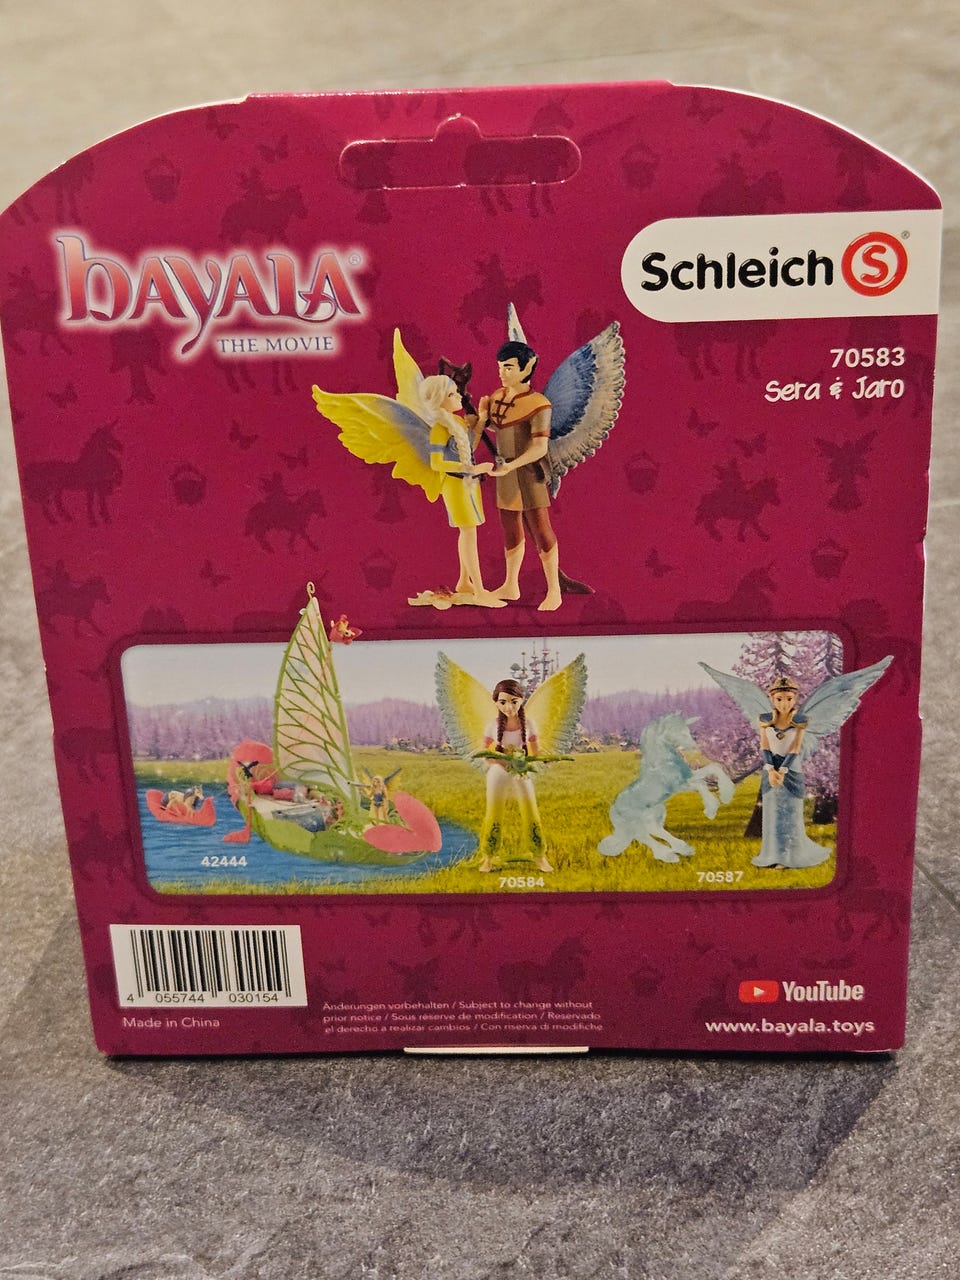 bayala®
THE MOVIE
Schleich S®
70583
Sera & Jaro
42444
70584
70587
4 055744 030154
Made in China
Änderungen vorbehalten / Subject to change without
prior notice / Sous réserve de modification / Reservado
el derecho a realizar cambios / Con riserva di modifiche
YouTube
www.bayala.toys